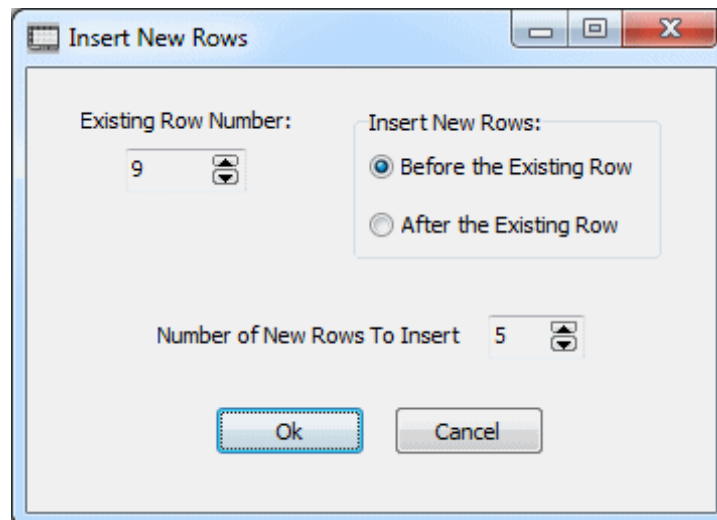 Insert New Rows
Existing Row Number:
9
Insert New Rows:
Before the Existing Row
After the Existing Row
Number of New Rows To Insert 5
Ok Cancel